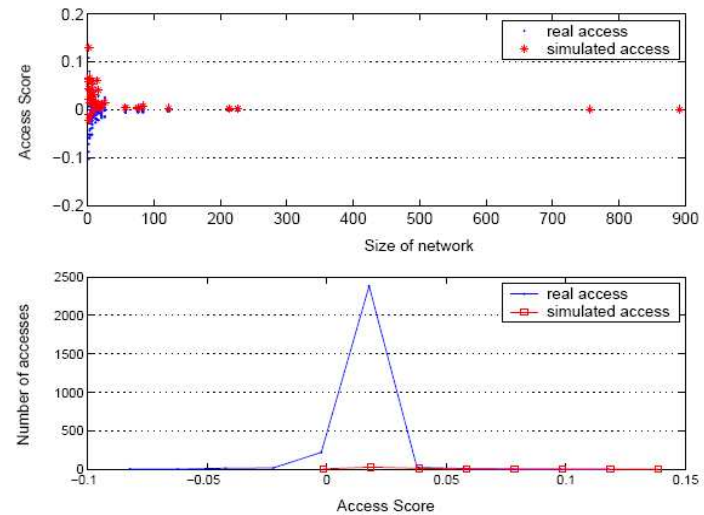 0.2
0.1
0
−0.1
−0.2
Access Score
real access
simulated access
0 100 200 300 400 500 600 700 800 900
Size of network
2500
2000
1500
1000
500
0
Number of accesses
real access
simulated access
−0.1 −0.05 0 0.05 0.1 0.15
Access Score